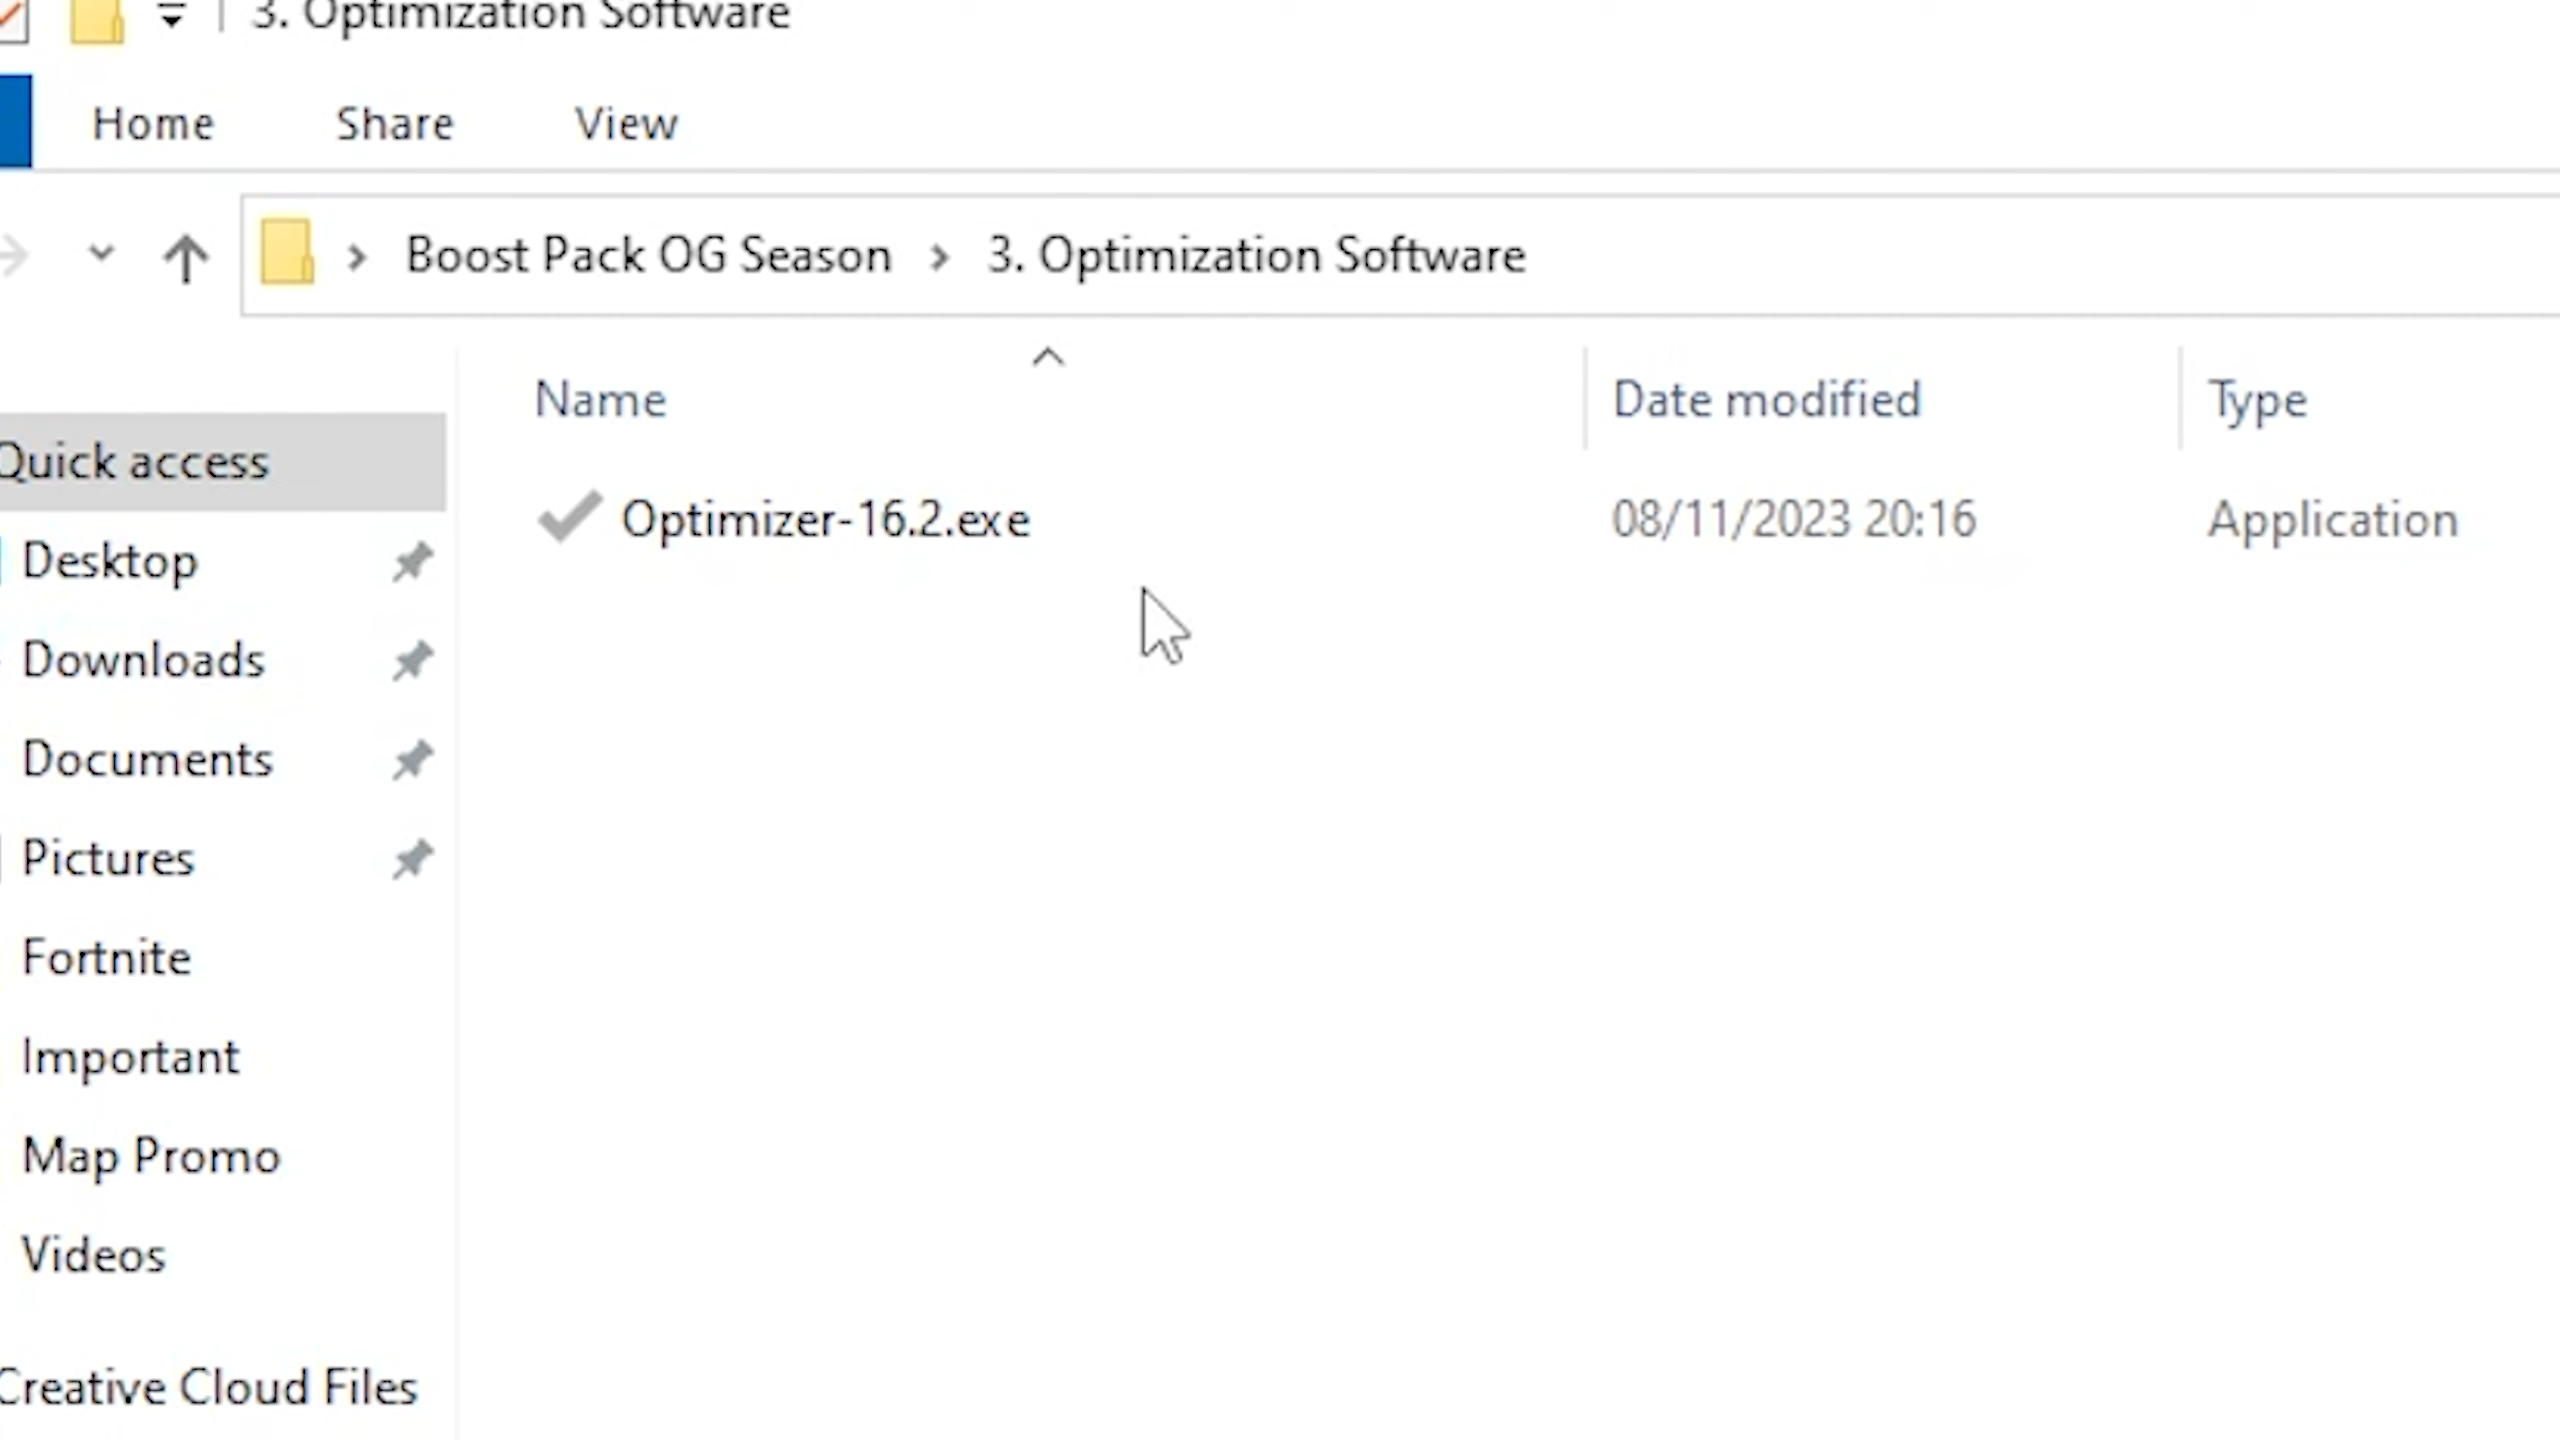 3. Optimization Software
Home Share View
Boost Pack OG Season > 3. Optimization Software
Name Date modified Type
Quick access
Optimizer-16.2.exe 08/11/2023 20:16 Application
Desktop
Downloads
Documents
Pictures
Fortnite
Important
Map Promo
Videos
Creative Cloud Files